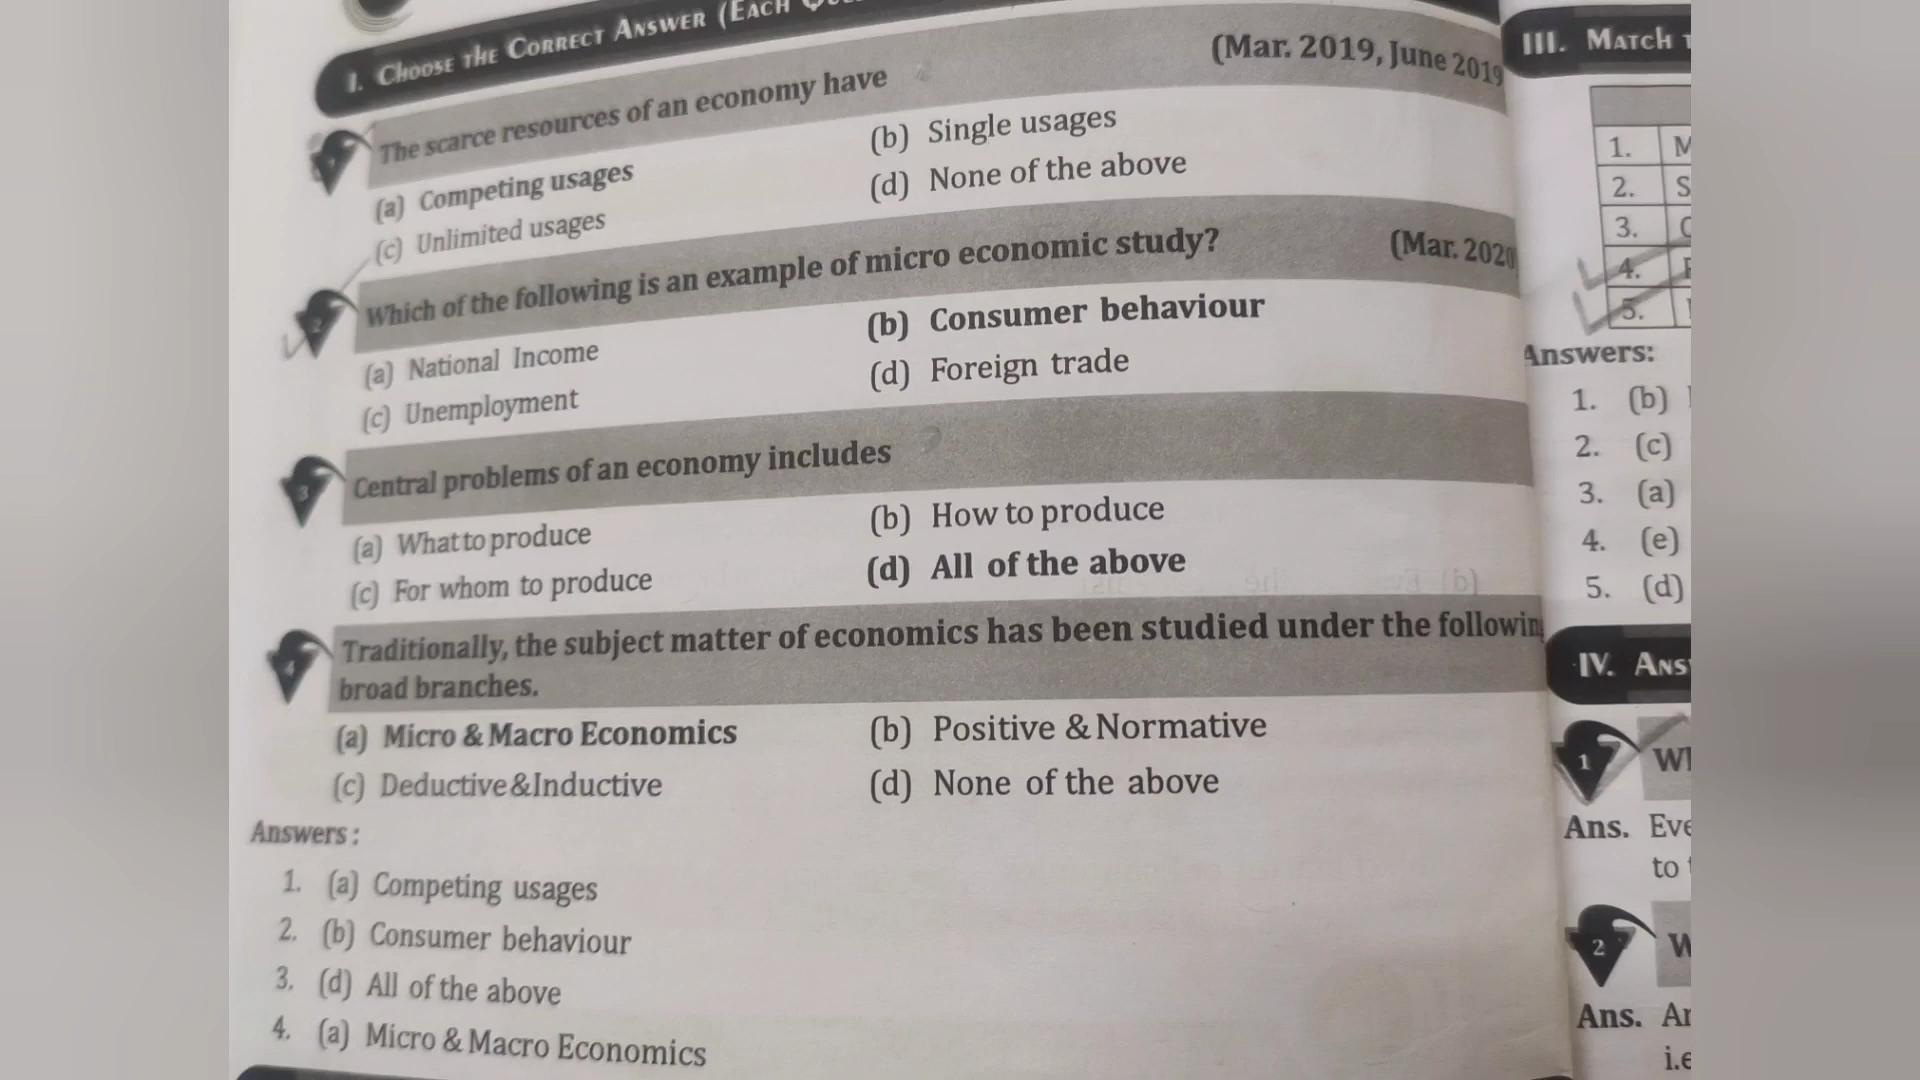 I. Choose the Correct Answer (Each
The scarce resources of an economy have (Mar. 2019, June 2019
(a) Competing usages (b) Single usages
(c) Unlimited usages (d) None of the above
2 Which of the following is an example of micro economic study? (Mar. 2020
(a) National Income (b) Consumer behaviour
(c) Unemployment (d) Foreign trade
3 Central problems of an economy includes
(a) What to produce (b) How to produce
(c) For whom to produce (d) All of the above
4 Traditionally, the subject matter of economics has been studied under the
broad branches.
(a) Micro & Macro Economics (b) Positive & Normative
(c) Deductive & Inductive (d) None of the above
Answers :
1. (a) Competing usages
2. (b) Consumer behaviour
3. (d) All of the above
4. (a) Micro & Macro Economics
III. Match
1.
2.
3.
4.
5.
Answers:
1. (b)
2. (c)
3. (a)
4. (e)
5. (d)
IV.
1
Ans.
to
2
Ans.